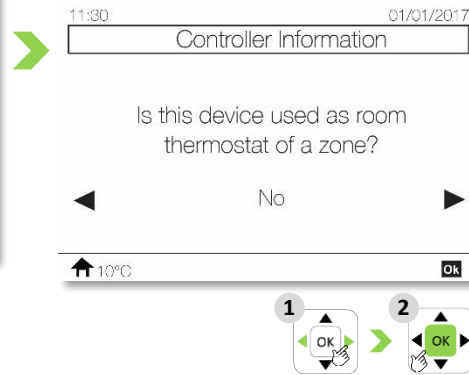 11:30 01/01/2017
Controller Information
Is this device used as room
thermostat of a zone?
No
10°C Ok
1 2
OK OK